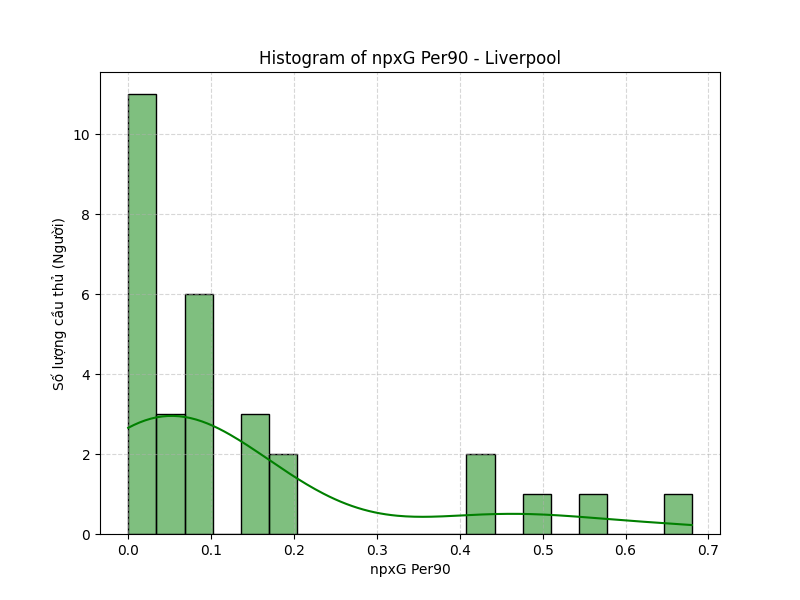 Histogram of npxG Per90 - Liverpool
Số lượng cầu thủ (Người)
10
8
6
4
2
0
0.0 0.1 0.2 0.3 0.4 0.5 0.6 0.7
npxG Per90